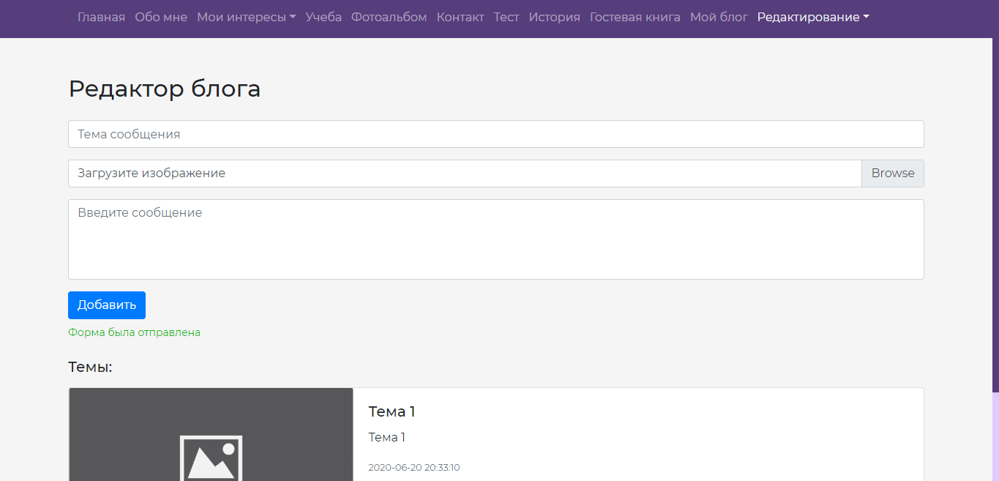 Главная Обо мне Мои интересы Учеба Фотоальбом Контакт Тест История Гостевая книга Мой блог Редактирование
Редактор блога
Тема сообщения
Загрузите изображение Browse
Введите сообщение
Добавить
Форма была отправлена
Темы:
Тема 1
Тема 1
2020-06-20 20:33:10